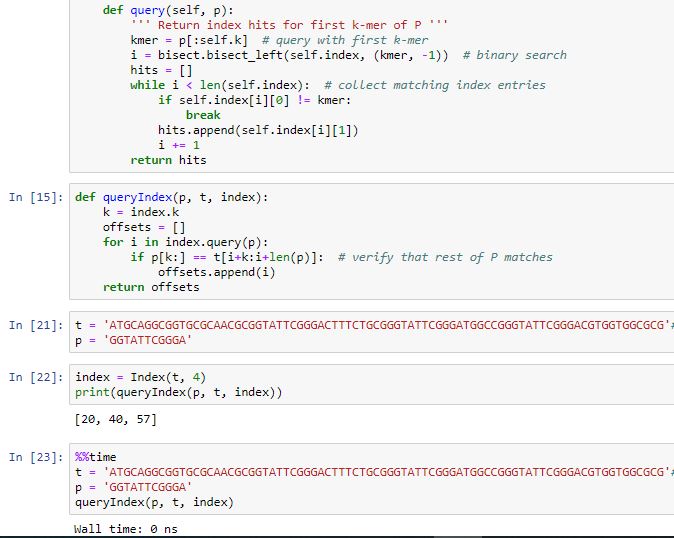 def query(self, p):
''' Return index hits for first k-mer of P '''
kmer = p[:self.k]  # query with first k-mer
i = bisect.bisect_left(self.index, (kmer, -1))  # binary search
hits = []
while i < len(self.index):  # collect matching index entries
if self.index[i][0] != kmer:
break
hits.append(self.index[i][1])
i += 1
return hits
In [15]: def queryIndex(p, t, index):
k = index.k
offsets = []
for i in index.query(p):
if p[k:] == t[i+k:i+len(p)]:  # verify that rest of P matches
offsets.append(i)
return offsets
In [21]: t = 'ATGCAGGCGGTGCGCAACGCGGTATTCGGGACTTTCTGCGGGTATTCGGGATGGCCGGGTATTCGGGACGTGGTGGCGCG'#
p = 'GGTATTCGGGA'
In [22]: index = Index(t, 4)
print(queryIndex(p, t, index))
[20, 40, 57]
In [23]: %%time
t = 'ATGCAGGCGGTGCGCAACGCGGTATTCGGGACTTTCTGCGGGTATTCGGGATGGCCGGGTATTCGGGACGTGGTGGCGCG'#
p = 'GGTATTCGGGA'
queryIndex(p, t, index)
Wall time: 0 ns